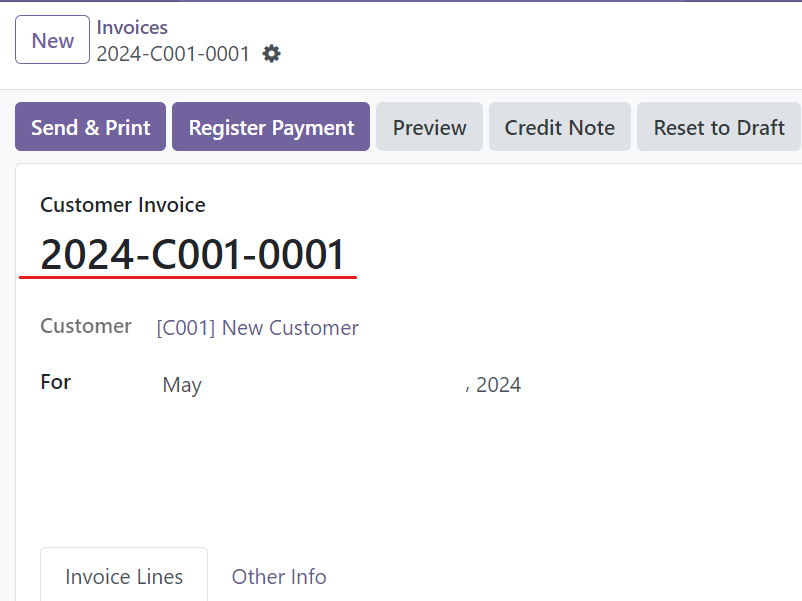 New
Invoices
2024-C001-0001
Send & Print Register Payment Preview Credit Note Reset to Draft
Customer Invoice
2024-C001-0001
Customer [C001] New Customer
For May , 2024
Invoice Lines Other Info